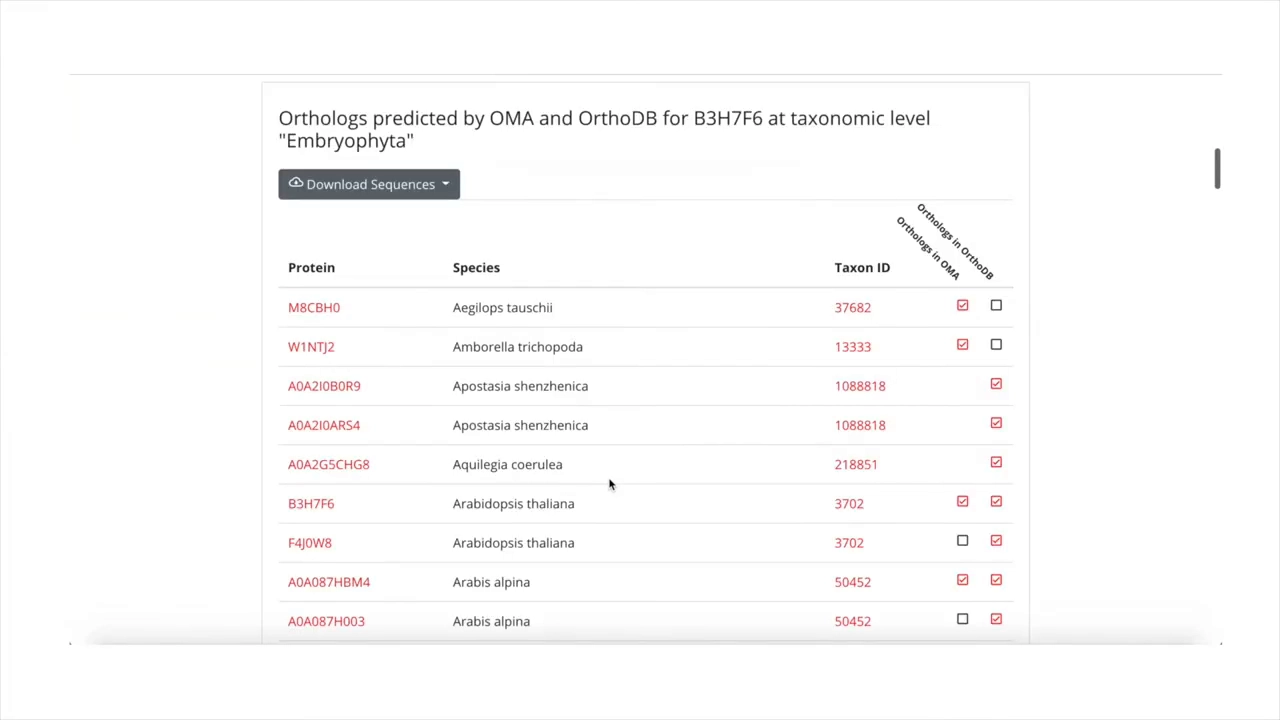 Orthologs predicted by OMA and OrthoDB for B3H7F6 at taxonomic level
"Embryophyta"
Download Sequences
Orthologs in OMA
Orthologs in OrthoDB
Protein Species Taxon ID
M8CBH0 Aegilops tauschii 37682
W1NTJ2 Amborella trichopoda 13333
A0A2I0B0R9 Apostasia shenzhenica 1088818
A0A2I0ARS4 Apostasia shenzhenica 1088818
A0A2G5CHG8 Aquilegia coerulea 218851
B3H7F6 Arabidopsis thaliana 3702
F4J0W8 Arabidopsis thaliana 3702
A0A087HBM4 Arabis alpina 50452
A0A087H003 Arabis alpina 50452